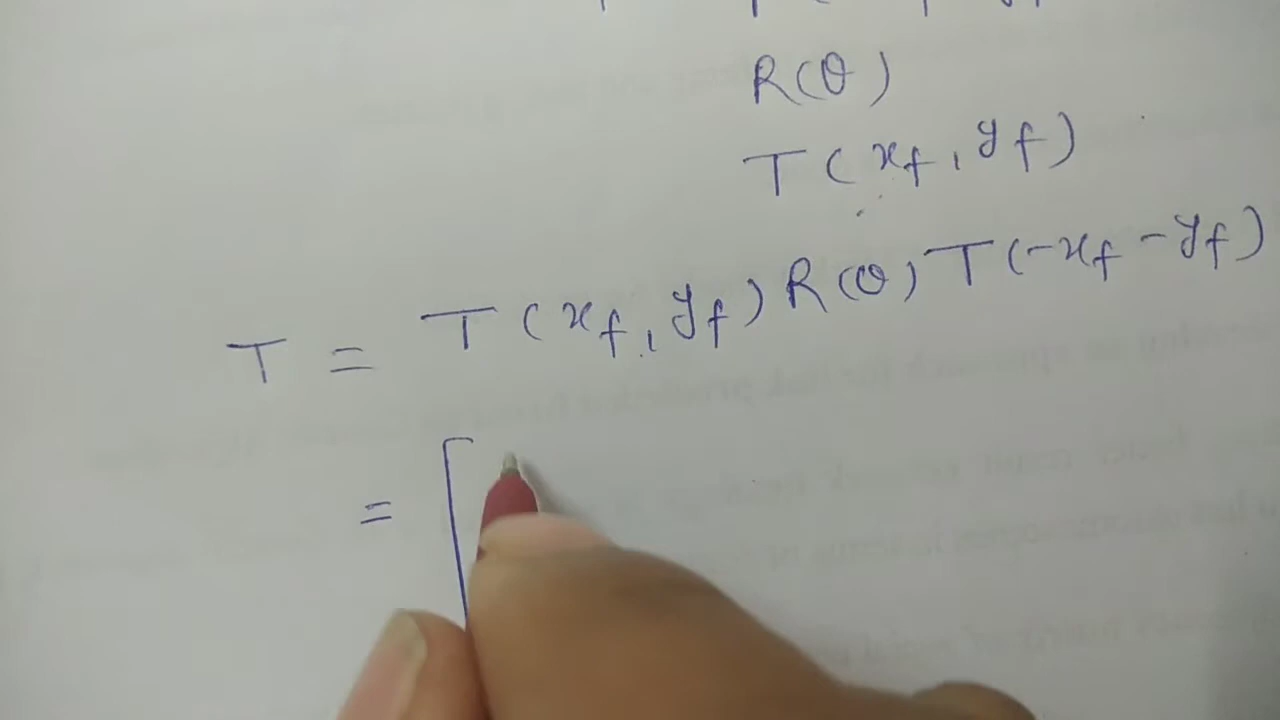 R(θ)
T(xf, yf)
T = T(xf, yf) R(θ) T(-xf -yf)
= [